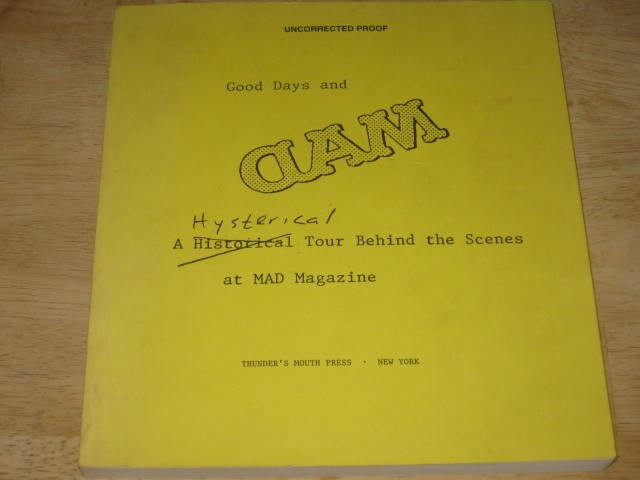 UNCORRECTED PROOF
Good Days and
MAD
Hysterical
A Historical Tour Behind the Scenes
at MAD Magazine
THUNDER'S MOUTH PRESS · NEW YORK